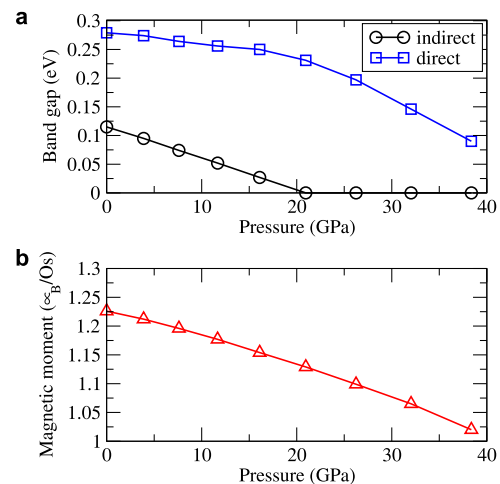 a
0.3
0.25
0.2
0.15
0.1
0.05
0
Band gap (eV)
indirect
direct
0 10 20 30 40
Pressure (GPa)
b
1.3
1.25
1.2
1.15
1.1
1.05
1
Magnetic moment (∝B/Os)
0 10 20 30 40
Pressure (GPa)